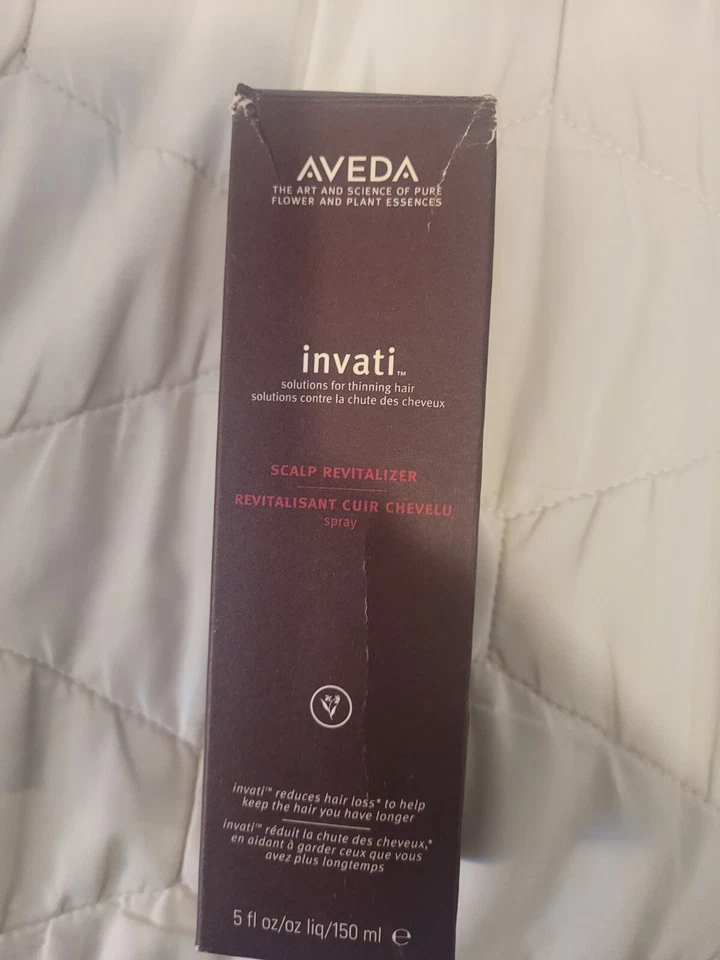 AVEDA
THE ART AND SCIENCE OF PURE
FLOWER AND PLANT ESSENCES
invati™
solutions for thinning hair
solutions contre la chute des cheveux
SCALP REVITALIZER
REVITALISANT CUIR CHEVELU
spray
invati™ reduces hair loss* to help
keep the hair you have longer
invati™ réduit la chute des cheveux,*
en aidant à garder ceux que vous
avez plus longtemps
5 fl oz/oz liq/150 ml ℮